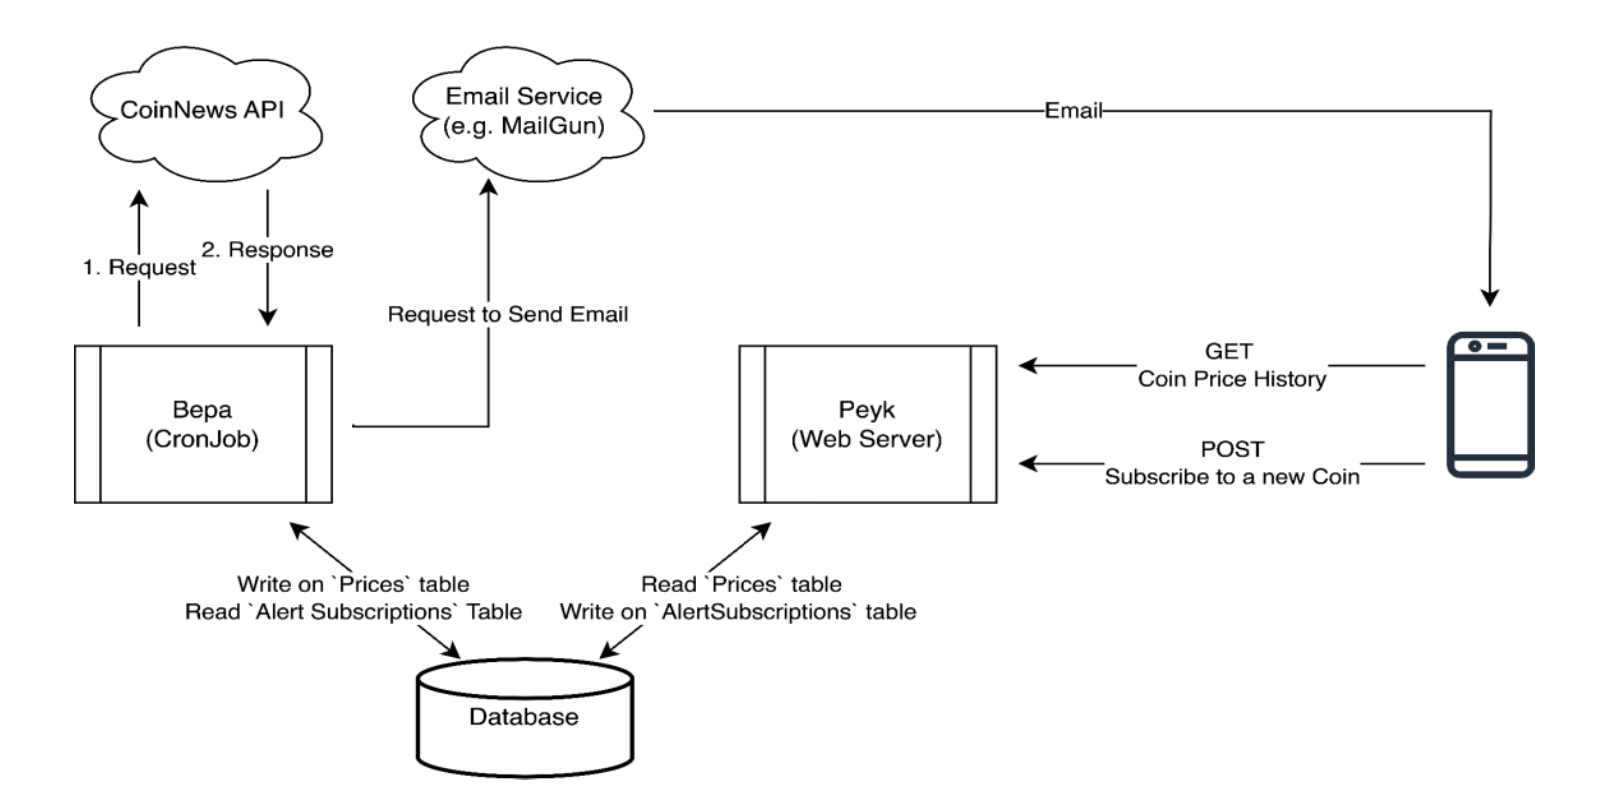 CoinNews API
Email Service
(e.g. MailGun)
Email
2. Response
1. Request
Request to Send Email
GET
Coin Price History
Bepa
(CronJob)
Peyk
(Web Server)
POST
Subscribe to a new Coin
Write on `Prices` table
Read `Alert Subscriptions` Table
Read `Prices` table
Write on `AlertSubscriptions` table
Database